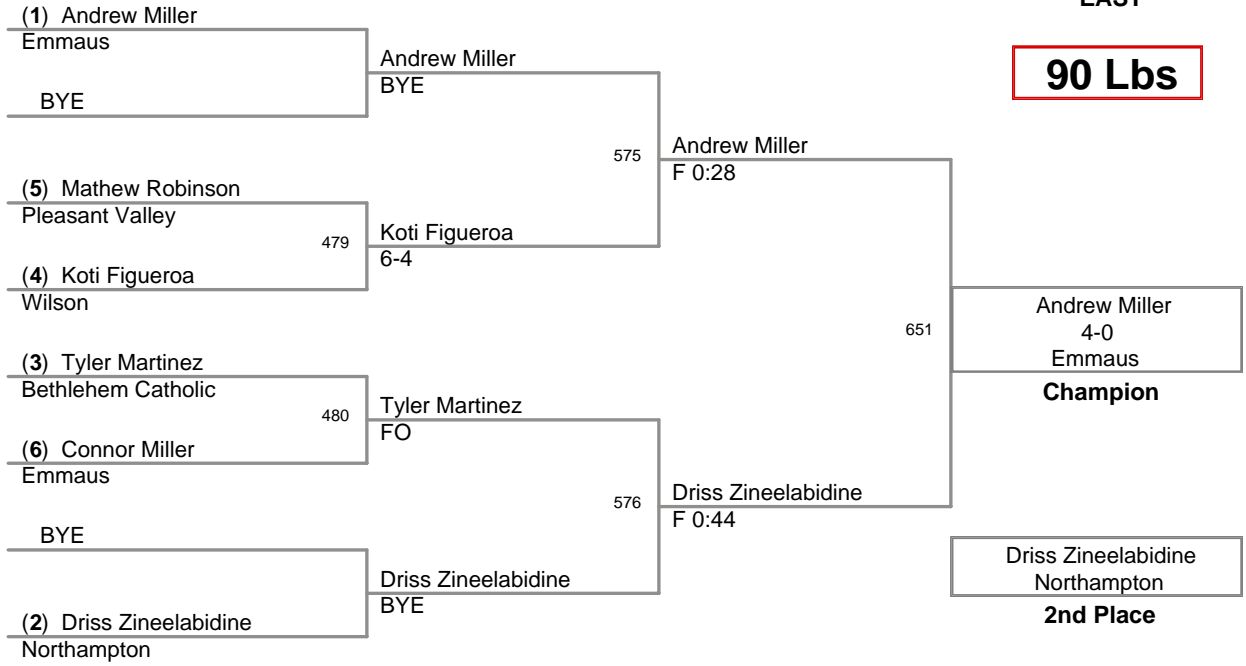 EAST
90 Lbs
(1) Andrew Miller
Emmaus
BYE
(5) Mathew Robinson
Pleasant Valley
479
(4) Koti Figueroa
Wilson
(3) Tyler Martinez
Bethlehem Catholic
480
(6) Connor Miller
Emmaus
BYE
(2) Driss Zineelabidine
Northampton
Andrew Miller
BYE
575
Koti Figueroa
6-4
Tyler Martinez
FO
576
Driss Zineelabidine
BYE
Andrew Miller
F 0:28
651
Driss Zineelabidine
F 0:44
Andrew Miller
4-0
Emmaus
Champion
Driss Zineelabidine
Northampton
2nd Place